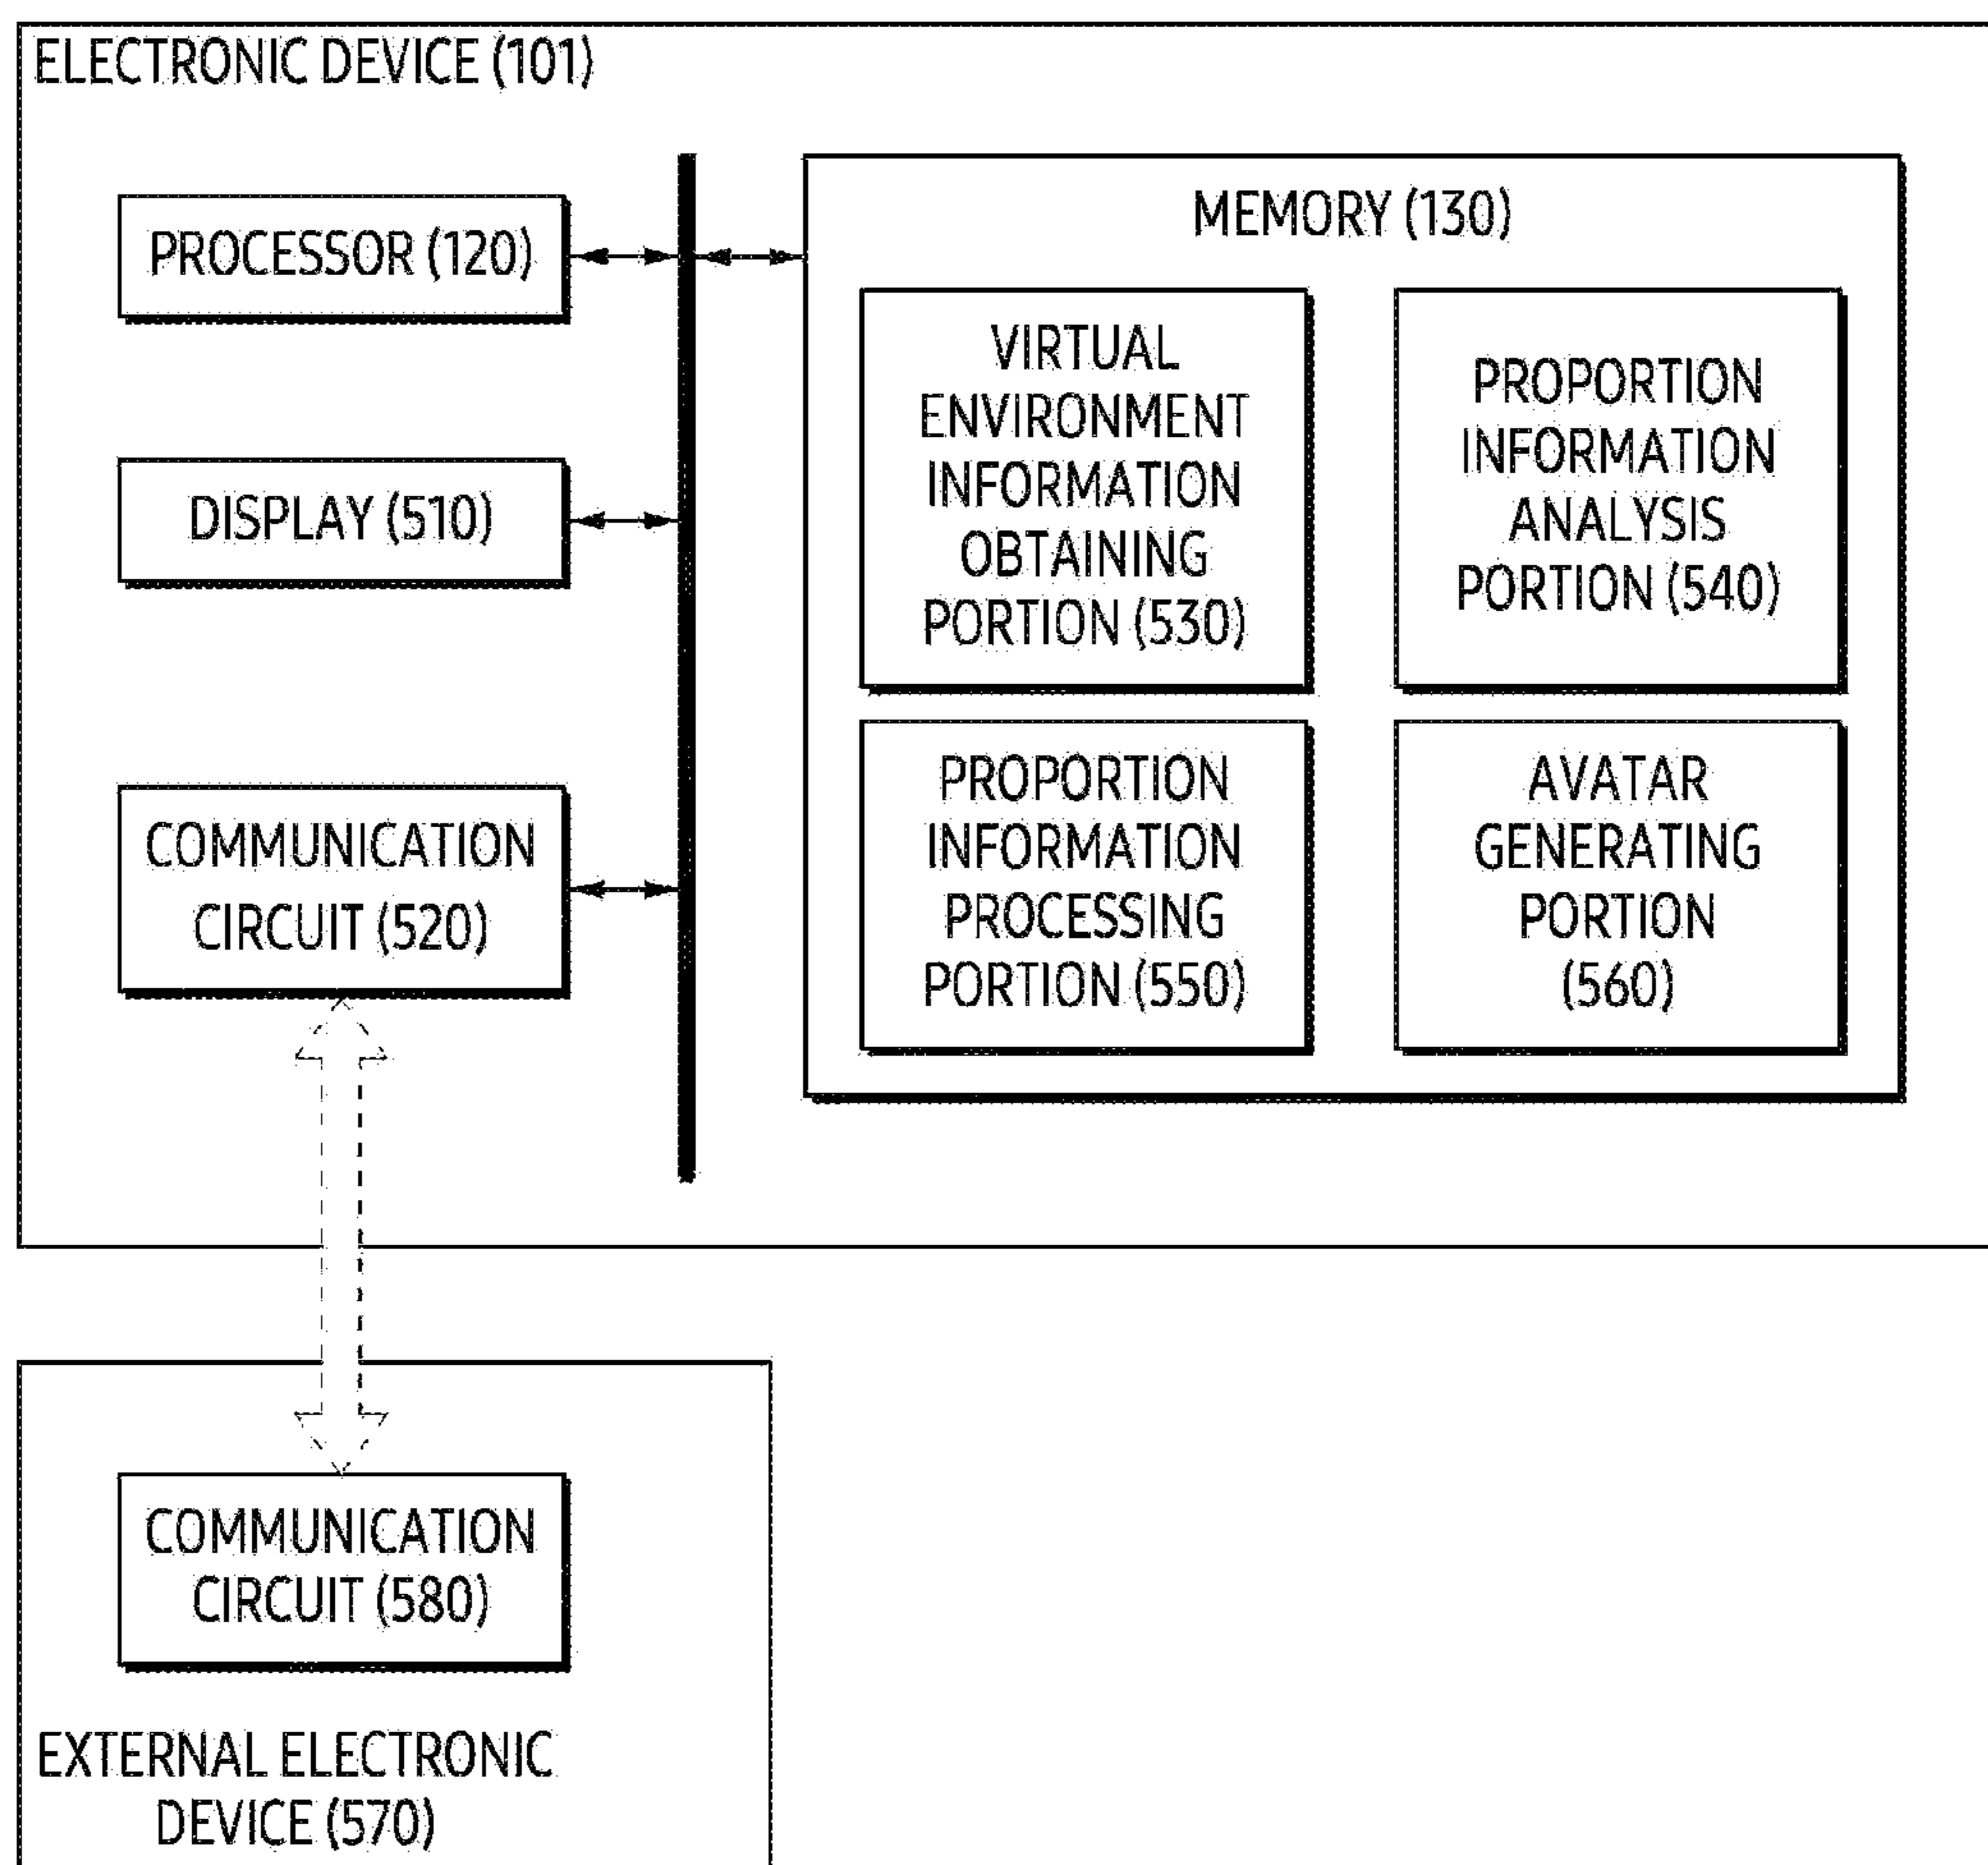 ELECTRONIC DEVICE (101)
PROCESSOR (120)
DISPLAY (510)
COMMUNICATION
CIRCUIT (520)
MEMORY (130)
VIRTUAL
ENVIRONMENT
INFORMATION
OBTAINING
PORTION (530)
PROPORTION
INFORMATION
ANALYSIS
PORTION (540)
PROPORTION
INFORMATION
PROCESSING
PORTION (550)
AVATAR
GENERATING
PORTION
(560)
COMMUNICATION
CIRCUIT (580)
EXTERNAL ELECTRONIC
DEVICE (570)